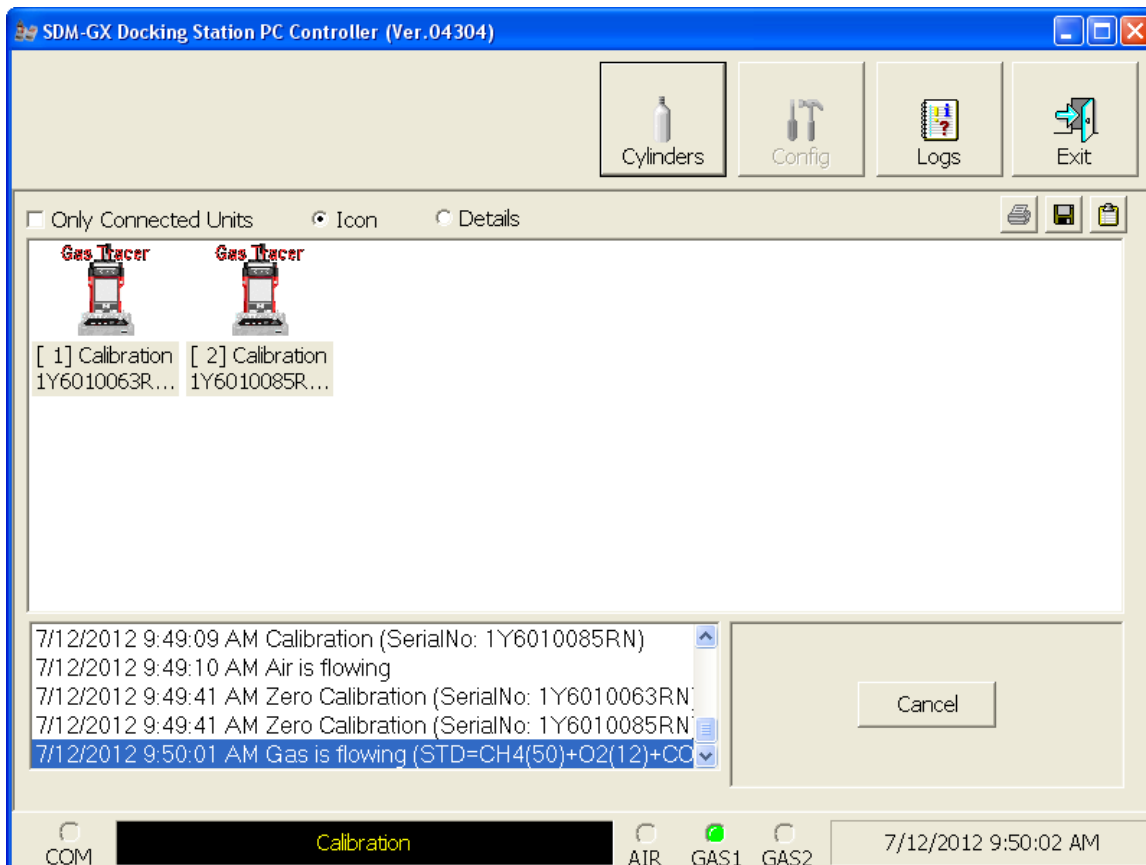 SDM-GX Docking Station PC Controller (Ver.04304)
Cylinders
Config
Logs
Exit
Only Connected Units
Icon
Details
Gas Tracer
Gas Tracer
[ 1] Calibration
1Y6010063R...
[ 2] Calibration
1Y6010085R...
7/12/2012 9:49:09 AM Calibration (SerialNo: 1Y6010085RN)
7/12/2012 9:49:10 AM Air is flowing
7/12/2012 9:49:41 AM Zero Calibration (SerialNo: 1Y6010063RN)
7/12/2012 9:49:41 AM Zero Calibration (SerialNo: 1Y6010085RN)
7/12/2012 9:50:01 AM Gas is flowing (STD=CH4(50)+O2(12)+CO
Cancel
COM
Calibration
AIR
GAS1
GAS2
7/12/2012 9:50:02 AM